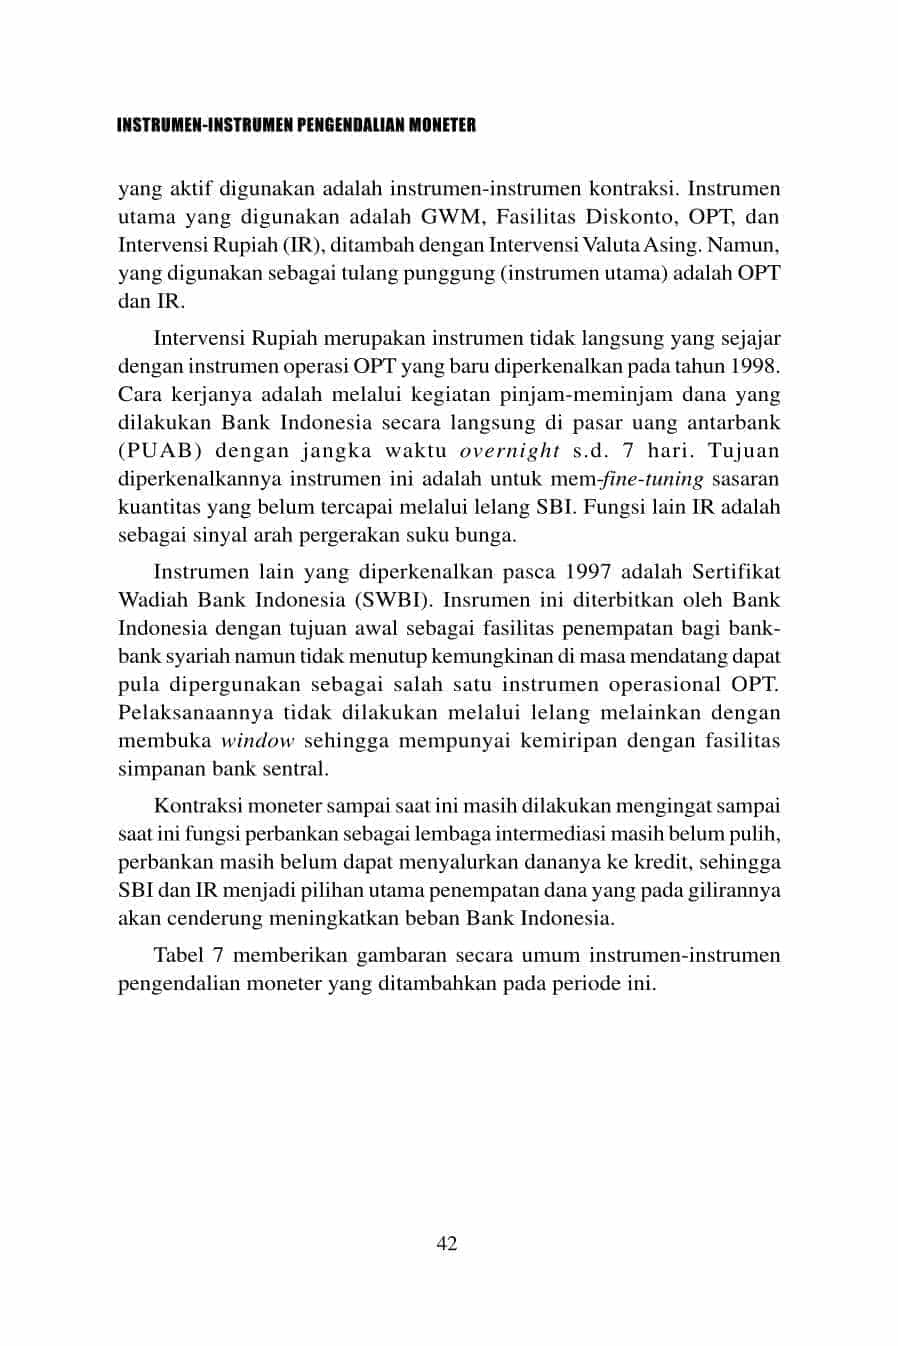 INSTRUMEN-INSTRUMEN PENGENDALIAN MONETER
yang aktif digunakan adalah instrumen-instrumen kontraksi. Instrumen
utama yang digunakan adalah GWM, Fasilitas Diskonto, OPT, dan
Intervensi Rupiah (IR), ditambah dengan Intervensi Valuta Asing. Namun,
yang digunakan sebagai tulang punggung (instrumen utama) adalah OPT
dan IR.
Intervensi Rupiah merupakan instrumen tidak langsung yang sejajar
dengan instrumen operasi OPT yang baru diperkenalkan pada tahun 1998.
Cara kerjanya adalah melalui kegiatan pinjam-meminjam dana yang
dilakukan Bank Indonesia secara langsung di pasar uang antarbank
(PUAB) dengan jangka waktu overnight s.d. 7 hari. Tujuan
diperkenalkannya instrumen ini adalah untuk mem-fine-tuning sasaran
kuantitas yang belum tercapai melalui lelang SBI. Fungsi lain IR adalah
sebagai sinyal arah pergerakan suku bunga.
Instrumen lain yang diperkenalkan pasca 1997 adalah Sertifikat
Wadiah Bank Indonesia (SWBI). Insrumen ini diterbitkan oleh Bank
Indonesia dengan tujuan awal sebagai fasilitas penempatan bagi bank-
bank syariah namun tidak menutup kemungkinan di masa mendatang dapat
pula dipergunakan sebagai salah satu instrumen operasional OPT.
Pelaksanaannya tidak dilakukan melalui lelang melainkan dengan
membuka window sehingga mempunyai kemiripan dengan fasilitas
simpanan bank sentral.
Kontraksi moneter sampai saat ini masih dilakukan mengingat sampai
saat ini fungsi perbankan sebagai lembaga intermediasi masih belum pulih,
perbankan masih belum dapat menyalurkan dananya ke kredit, sehingga
SBI dan IR menjadi pilihan utama penempatan dana yang pada gilirannya
akan cenderung meningkatkan beban Bank Indonesia.
Tabel 7 memberikan gambaran secara umum instrumen-instrumen
pengendalian moneter yang ditambahkan pada periode ini.
42